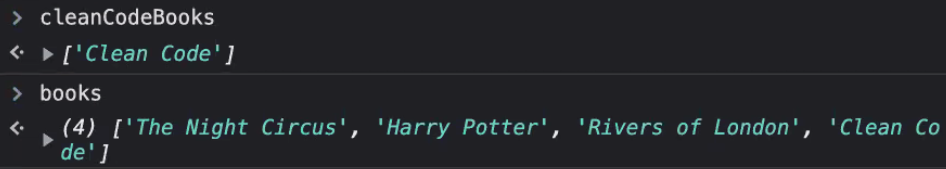 > cleanCodeBooks
<· ▶ ['Clean Code']
> books
<· ▶ (4) ['The Night Circus', 'Harry Potter', 'Rivers of London', 'Clean Co
de']